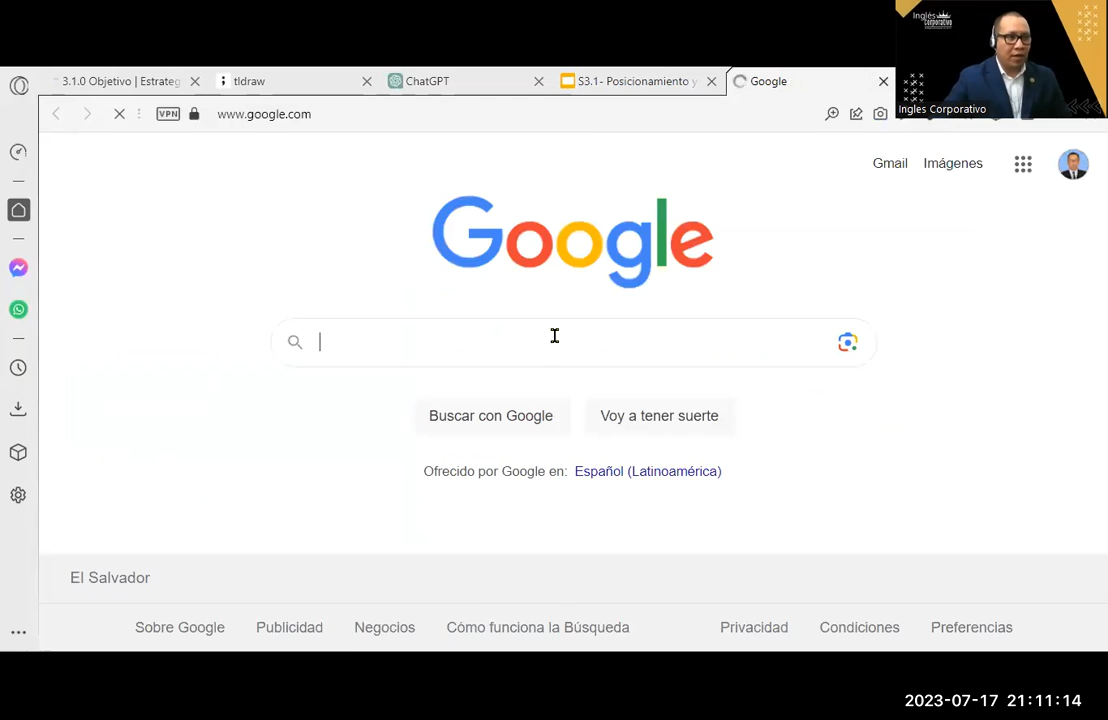 Inglés
corporativo
Ingles Corporativo
3.1.0 Objetivo | Estrateg
tldraw
ChatGPT
S3.1- Posicionamiento y
Google
VPN
www.google.com
Gmail
Imágenes
Google
Buscar con Google
Voy a tener suerte
Ofrecido por Google en: Español (Latinoamérica)
El Salvador
Sobre Google
Publicidad
Negocios
Cómo funciona la Búsqueda
Privacidad
Condiciones
Preferencias
2023-07-17 21:11:14